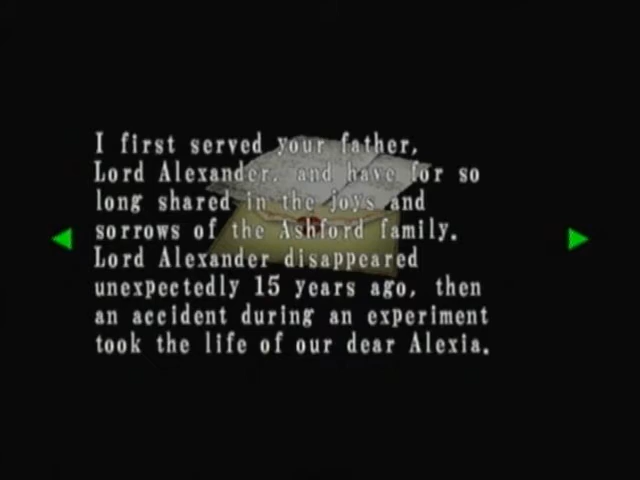 I first served your father,
Lord Alexander, and have for so
long shared in the joys and
sorrows of the Ashford family.
Lord Alexander disappeared
unexpectedly 15 years ago, then
an accident during an experiment
took the life of our dear Alexia.